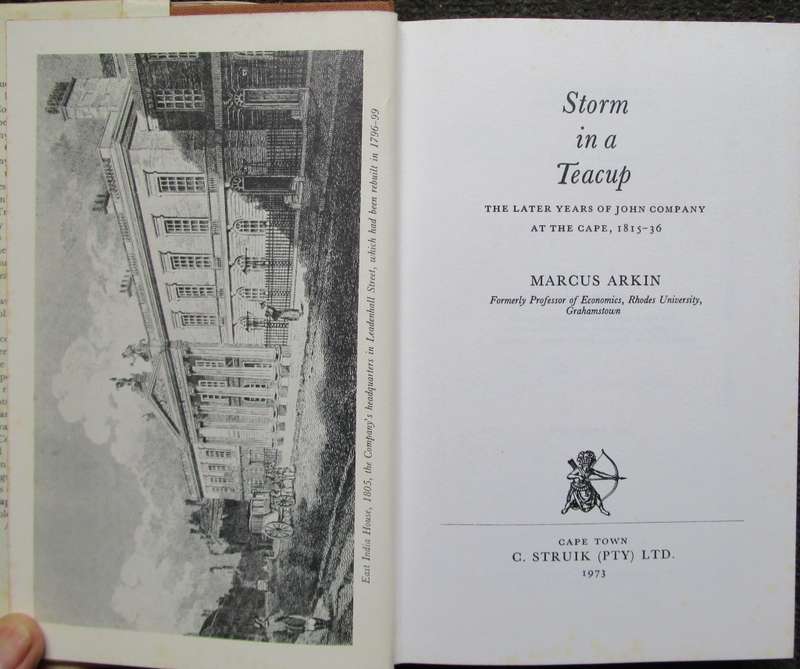 East India House, 1805, the Company's headquarters in Leadenhall Street, which had been rebuilt in 1796–99
Storm
in a
Teacup
THE LATER YEARS OF JOHN COMPANY
AT THE CAPE, 1815–36
MARCUS ARKIN
Formerly Professor of Economics, Rhodes University,
Grahamstown
CAPE TOWN
C. STRUIK (PTY) LTD.
1973